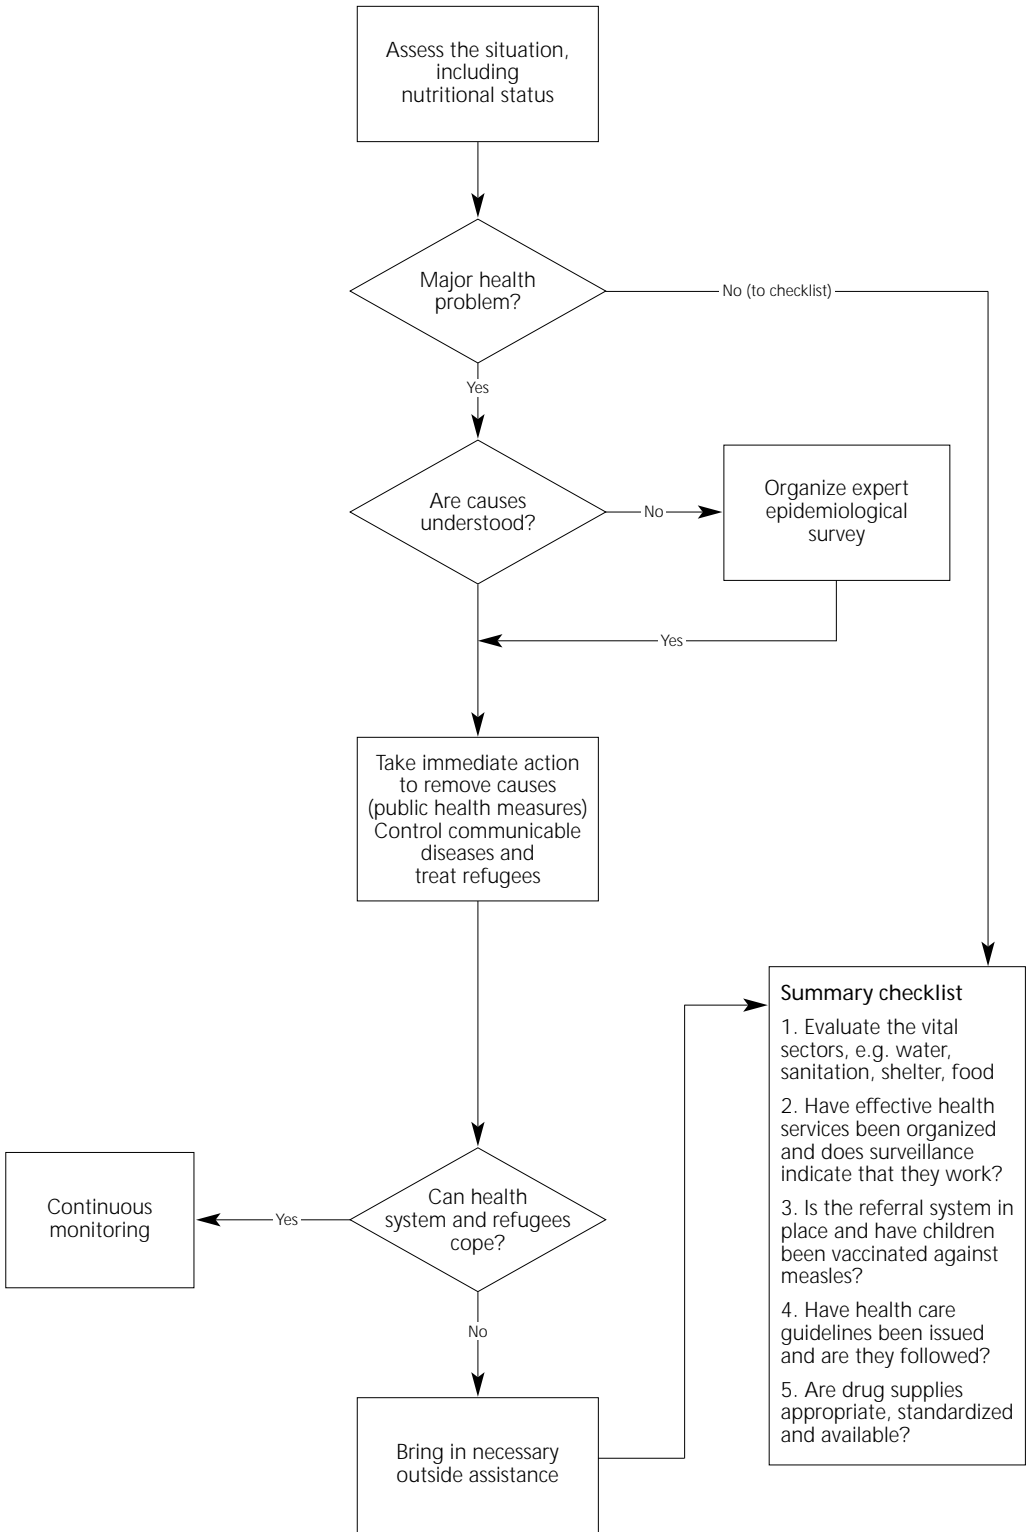 Assess the situation,
including
nutritional status
Major health
problem?
No (to checklist)
Yes
Are causes
understood?
No
Organize expert
epidemiological
survey
Yes
Take immediate action
to remove causes
(public health measures)
Control communicable
diseases and
treat refugees
Can health
system and refugees
cope?
Yes
Continuous
monitoring
No
Bring in necessary
outside assistance
Summary checklist
1. Evaluate the vital
sectors, e.g. water,
sanitation, shelter, food
2. Have effective health
services been organized
and does surveillance
indicate that they work?
3. Is the referral system in
place and have children
been vaccinated against
measles?
4. Have health care
guidelines been issued
and are they followed?
5. Are drug supplies
appropriate, standardized
and available?